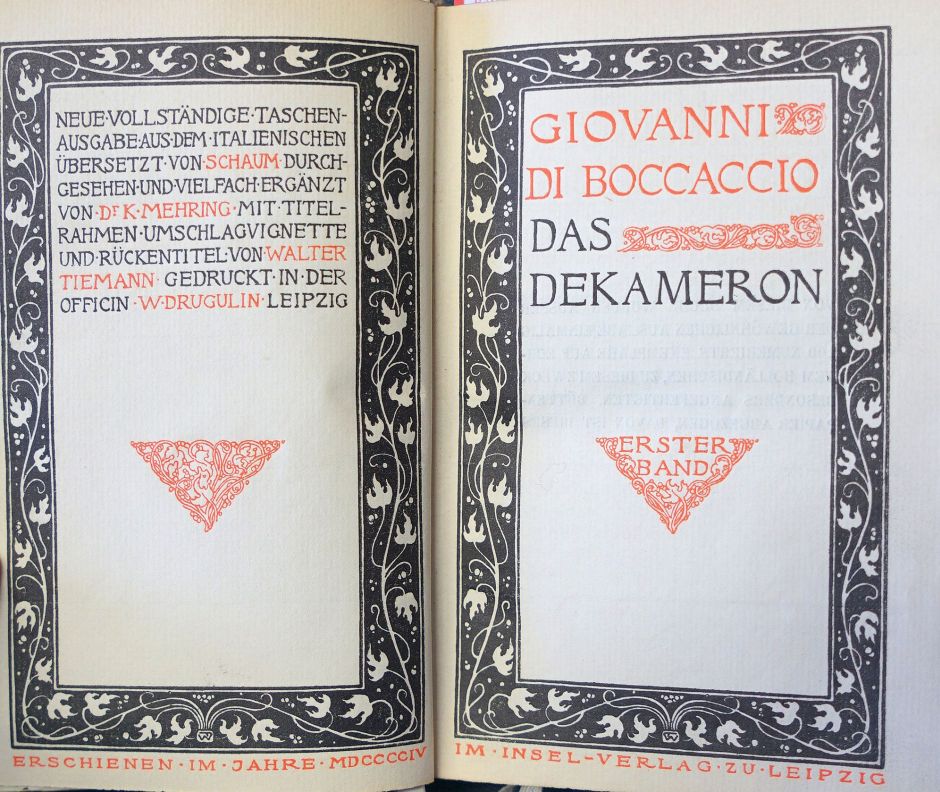 NEUE·VOLLSTÄNDIGE·TASCHEN-
AUSGABE·AUS·DEM·ITALIENISCHEN
ÜBERSETZT·VON·SCHAUM·DURCH-
GESEHEN·UND·VIELFACH·ERGÄNZT
VON·Dr K·MEHRING·MIT·TITEL-
RAHMEN·UMSCHLAGVIGNETTE
UND·RÜCKENTITEL·VON·WALTER
TIEMANN·GEDRUCKT·IN·DER
OFFICIN·W·DRUGULIN·LEIPZIG
ERSCHIENEN·IM·JAHRE·MDCCCCIV
GIOVANNI
DI BOCCACCIO
DAS
DEKAMERON
ERSTER
BAND
IM·INSEL-VERLAG·ZU·LEIPZIG